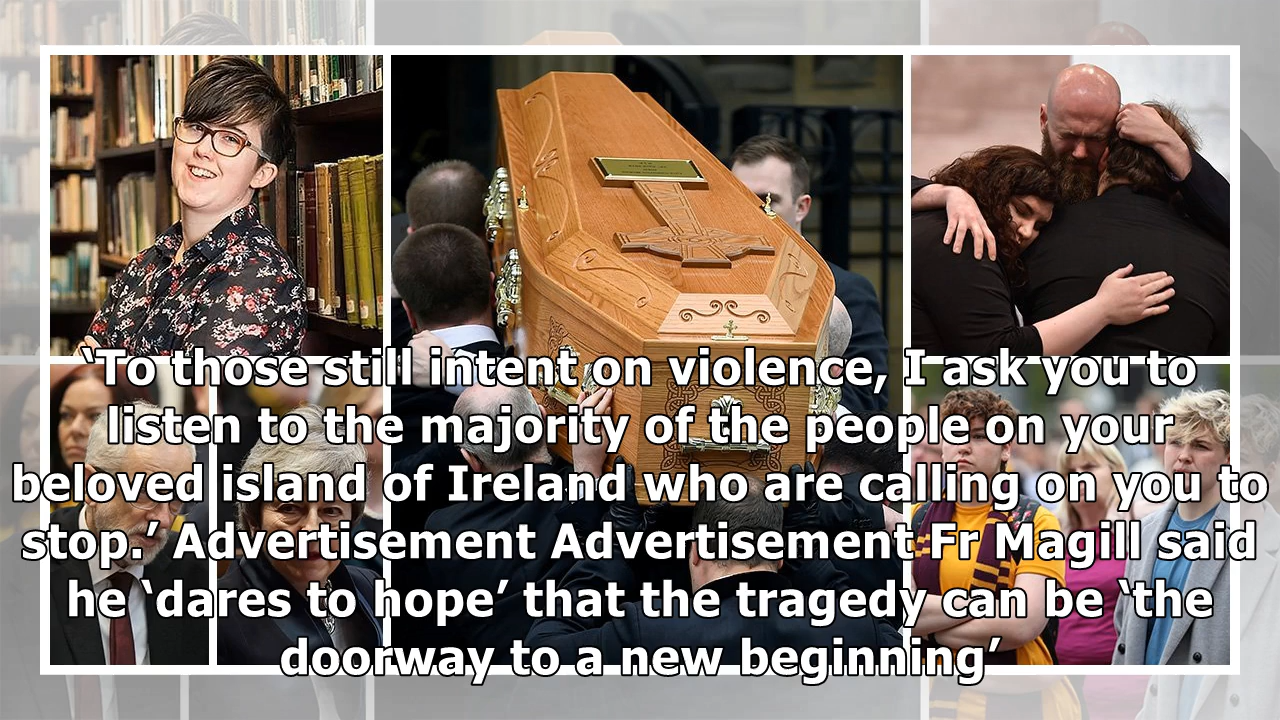 ‘To those still intent on violence, I ask you to
listen to the majority of the people on your
beloved island of Ireland who are calling on you to
stop.’ Advertisement Advertisement Fr Magill said
he ‘dares to hope’ that the tragedy can be ‘the
doorway to a new beginning’